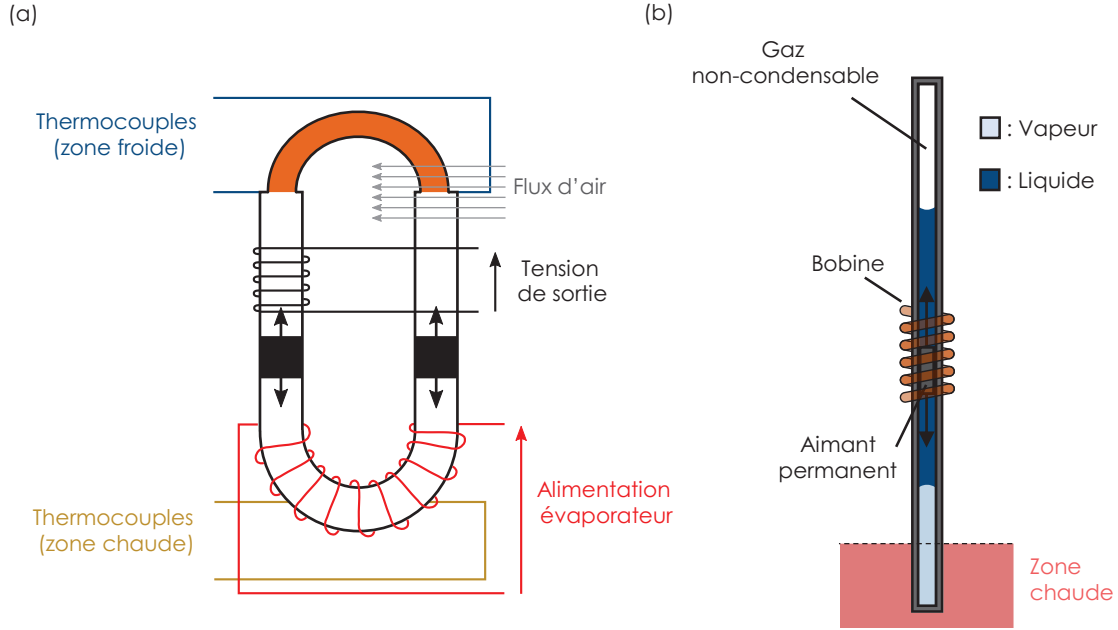 (a)
Thermocouples
(zone froide)
Flux d'air
Tension
de sortie
Alimentation
évaporateur
Thermocouples
(zone chaude)
(b)
Gaz
non-condensable
: Vapeur
: Liquide
Bobine
Aimant
permanent
Zone
chaude